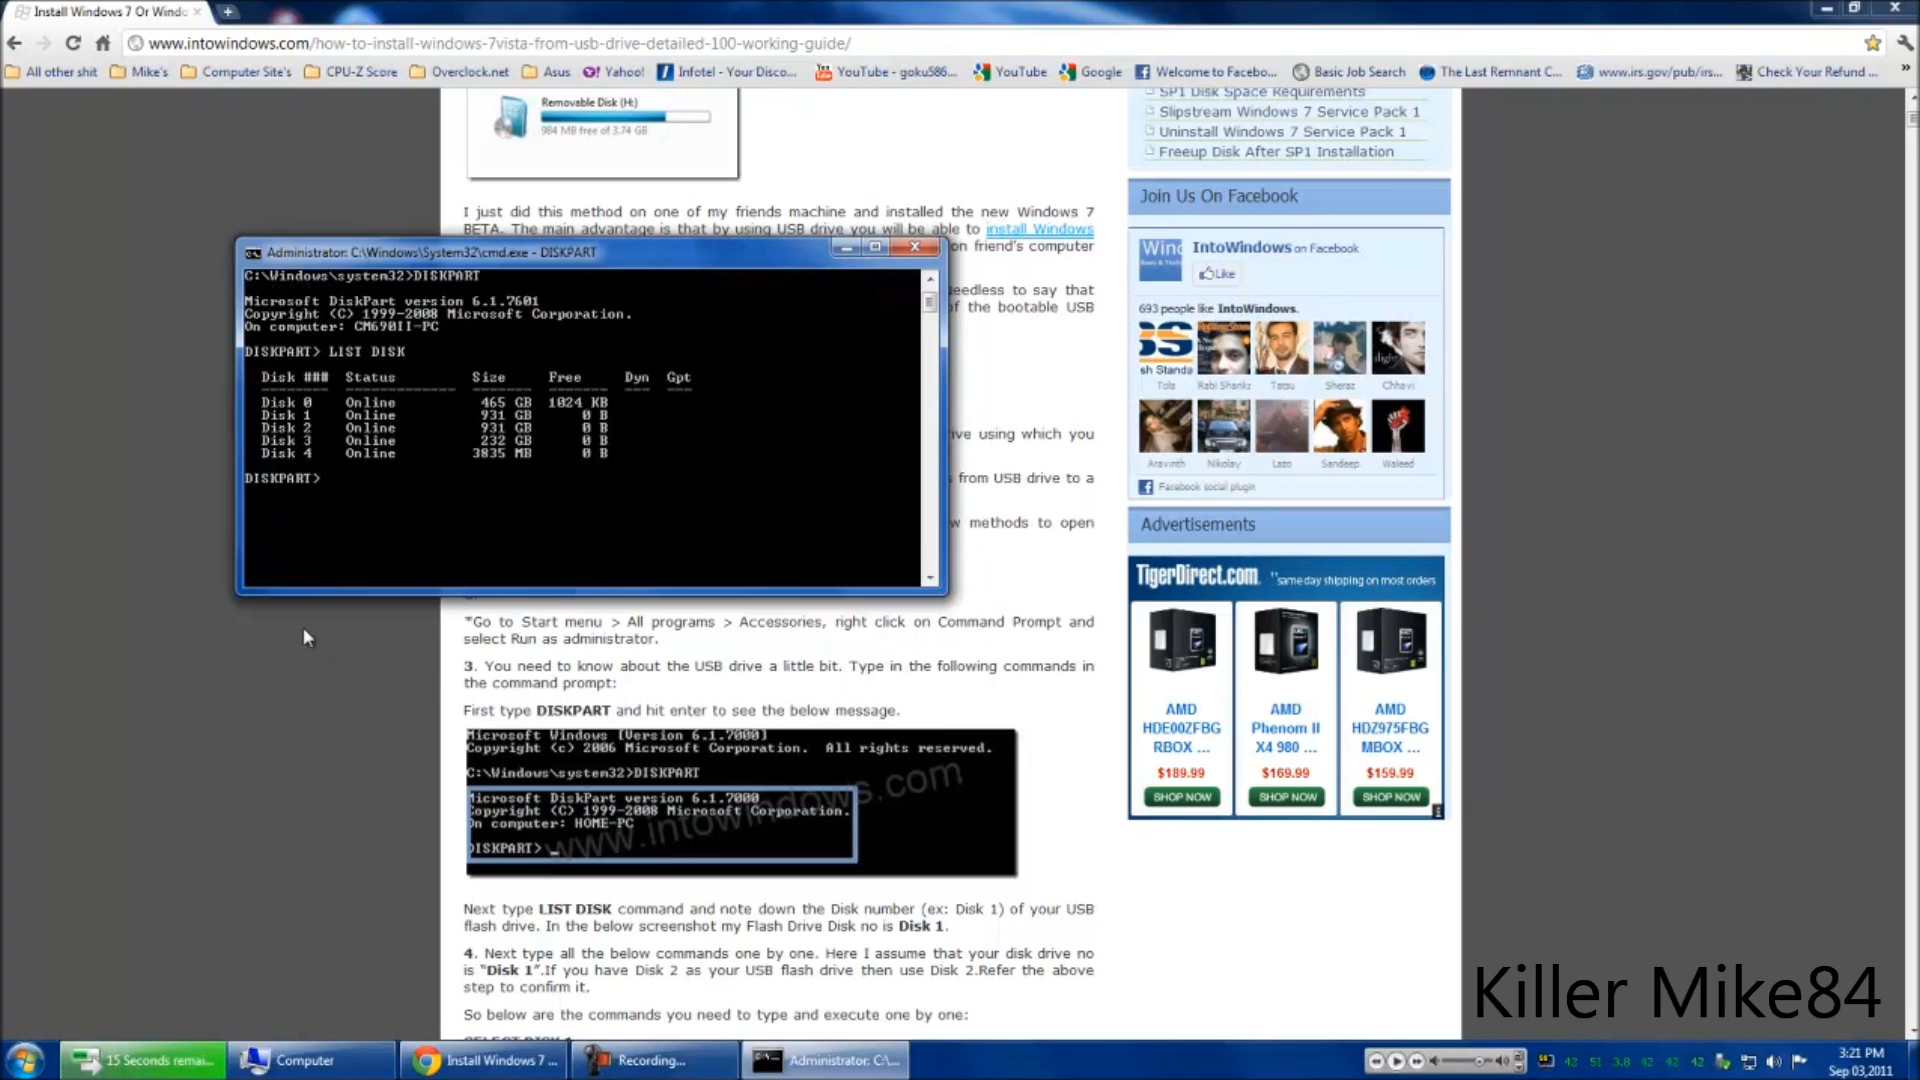 Install Windows 7 Or Windo
www.intowindows.com/how-to-install-windows-7vista-from-usb-drive-detailed-100-working-guide/
All other shit
Mike's
Computer Site's
CPU-Z Score
Overclock.net
Asus
Yahoo!
Infotel - Your Disco...
YouTube - goku586...
YouTube
Google
Welcome to Facebo...
Basic Job Search
The Last Remnant C...
www.irs.gov/pub/irs...
Check Your Refund ...
Removable Disk (H:)
984 MB free of 3.74 GB
I just did this method on one of my friends machine and installed the new Windows 7
BETA. The main advantage is that by using USB drive you will be able to install Windows
on friend's computer
eedless to say that
of the bootable USB
ve using which you
from USB drive to a
w methods to open
Administrator: C:\Windows\System32\cmd.exe - DISKPART
C:\Windows\system32>DISKPART
Microsoft DiskPart version 6.1.7601
Copyright (C) 1999-2008 Microsoft Corporation.
On computer: CM690II-PC
DISKPART> LIST DISK
Disk ### Status Size Free Dyn Gpt
Disk 0 Online 465 GB 1024 KB
Disk 1 Online 931 GB 0 B
Disk 2 Online 931 GB 0 B
Disk 3 Online 232 GB 0 B
Disk 4 Online 3835 MB 0 B
DISKPART>
*Go to Start menu > All programs > Accessories, right click on Command Prompt and
select Run as administrator.
3. You need to know about the USB drive a little bit. Type in the following commands in
the command prompt:
First type DISKPART and hit enter to see the below message.
Microsoft Windows [Version 6.1.7000]
Copyright (c) 2006 Microsoft Corporation. All rights reserved.
C:\Windows\system32>DISKPART
Microsoft DiskPart version 6.1.7000
Copyright (C) 1999-2008 Microsoft Corporation.
On computer: HOME-PC
DISKPART> _
www.intowindows.com
Next type LIST DISK command and note down the Disk number (ex: Disk 1) of your USB
flash drive. In the below screenshot my Flash Drive Disk no is Disk 1.
4. Next type all the below commands one by one. Here I assume that your disk drive no
is "Disk 1".If you have Disk 2 as your USB flash drive then use Disk 2.Refer the above
step to confirm it.
So below are the commands you need to type and execute one by one:
SELECT DISK 1
SP1 Disk Space Requirements
Slipstream Windows 7 Service Pack 1
Uninstall Windows 7 Service Pack 1
Freeup Disk After SP1 Installation
Join Us On Facebook
IntoWindows on Facebook
Like
693 people like IntoWindows.
sh Standa
Tola
Rabi Shankz
Tansu
Sheraz
Chhavi
Aravinth
Nikolay
Lazo
Sandeep
Waleed
Facebook social plugin
Advertisements
TigerDirect.com "same day shipping on most orders
AMD
HDE00ZFBG
RBOX ...
$189.99
SHOP NOW
AMD
Phenom II
X4 980 ...
$169.99
SHOP NOW
AMD
HDZ975FBG
MBOX ...
$159.99
SHOP NOW
Killer Mike84
15 Seconds remai...
Computer
Install Windows 7 ...
Recording...
Administrator: C:\...
42 51 3.8 42 42 42
3:21 PM
Sep 03,2011